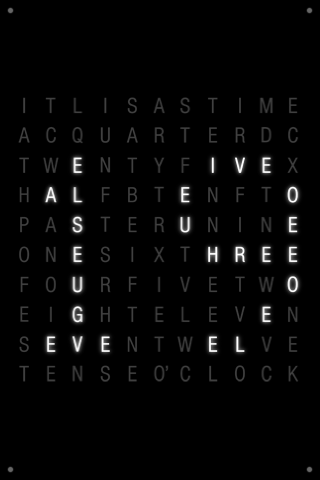 I T L I S A S T I M E
A C Q U A R T E R D C
T W E N T Y F I V E X
H A L F B T E N F T O
P A S T E R U N I N E
O N E S I X T H R E E
F O U R F I V E T W O
E I G H T E L E V E N
S E V E N T W E L V E
T E N S E O' C L O C K